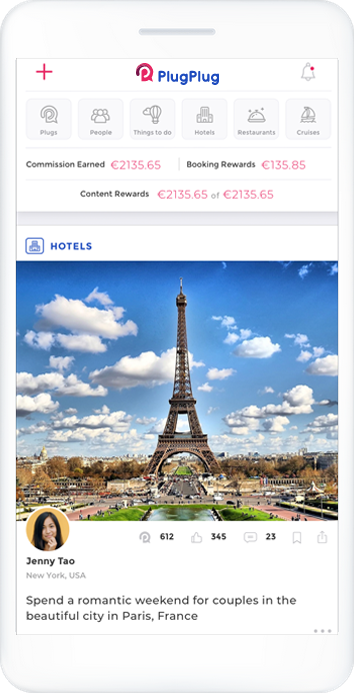 PlugPlug
Plugs People Things to do Hotels Restaurants Cruises
Commission Earned €2135.65 Booking Rewards €135.85
Content Rewards €2135.65 of €2135.65
HOTELS
612 345 23
Jenny Tao
New York, USA
Spend a romantic weekend for couples in the
beautiful city in Paris, France